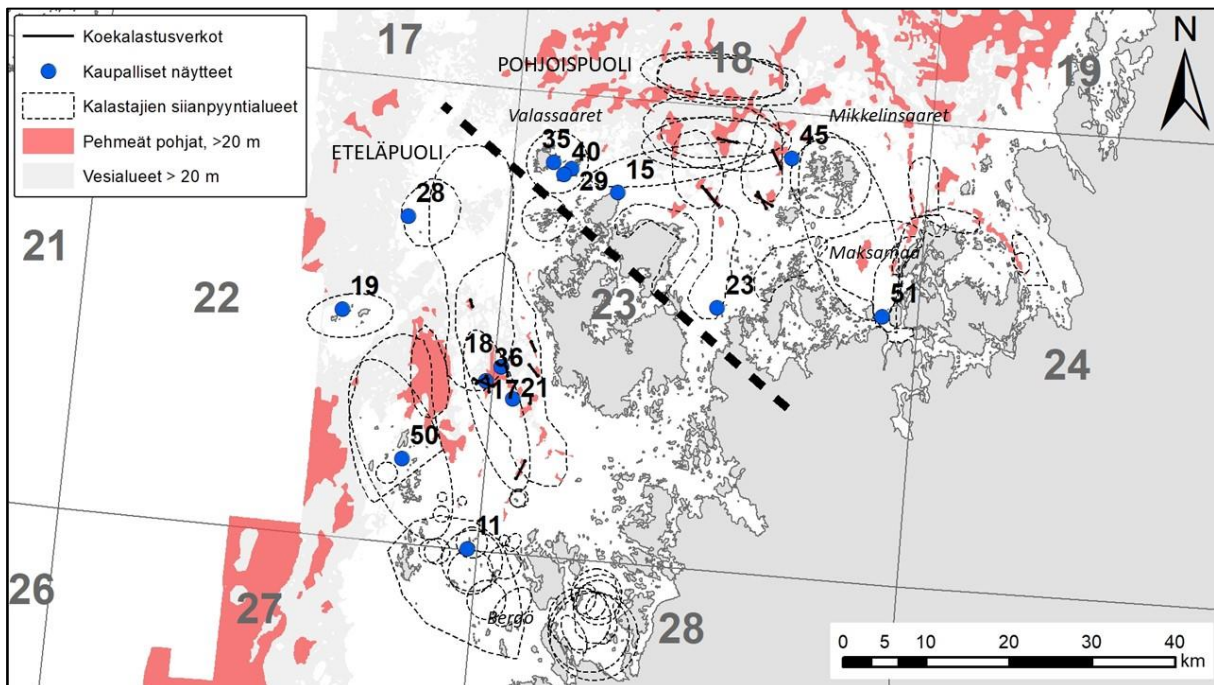 Koekalastusverkot
Kaupalliset näytteet
Kalastajien siianpyyntialueet
Pehmeät pohjat, >20 m
Vesialueet > 20 m
17
18
19
N
POHJOISPUOLI
Valassaaret
Mikkelinsaaret
ETELÄPUOLI
35
40
29
15
45
28
21
22
19
23
23
Maksamaa
51
24
18
36
17
21
50
11
26
27
Bergö
28
0 5 10 20 30 40
km